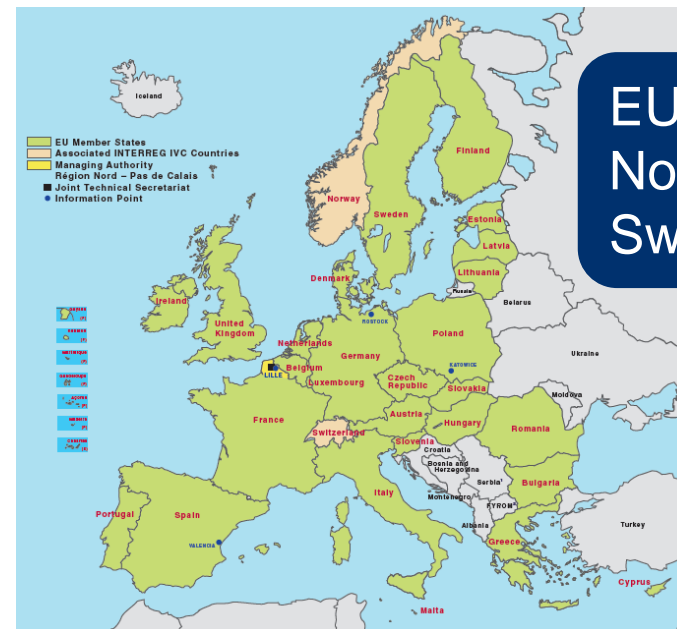 Iceland
EU
No
Sw
EU Member States
Associated INTERREG IVC Countries
Managing Authority
Région Nord – Pas de Calais
Joint Technical Secretariat
Information Point
Finland
Norway
Sweden
Estonia
Latvia
Denmark
Lithuania
Russia
Belarus
Ireland
United
Kingdom
ROSTOCK
Poland
Netherlands
Germany
Ukraine
KATOWICE
Belgium
LILLE
Luxembourg
Czech
Republic
Slovakia
Moldova
Austria
France
Hungary
Romania
Switzerland
Slovenia
Croatia
Bosnia and
Herzegovina
Serbia¹
Bulgaria
Italy
Montenegro
FYROM
Portugal
Spain
Albania
Turkey
VALENCIA
Greece
Cyprus
Malta